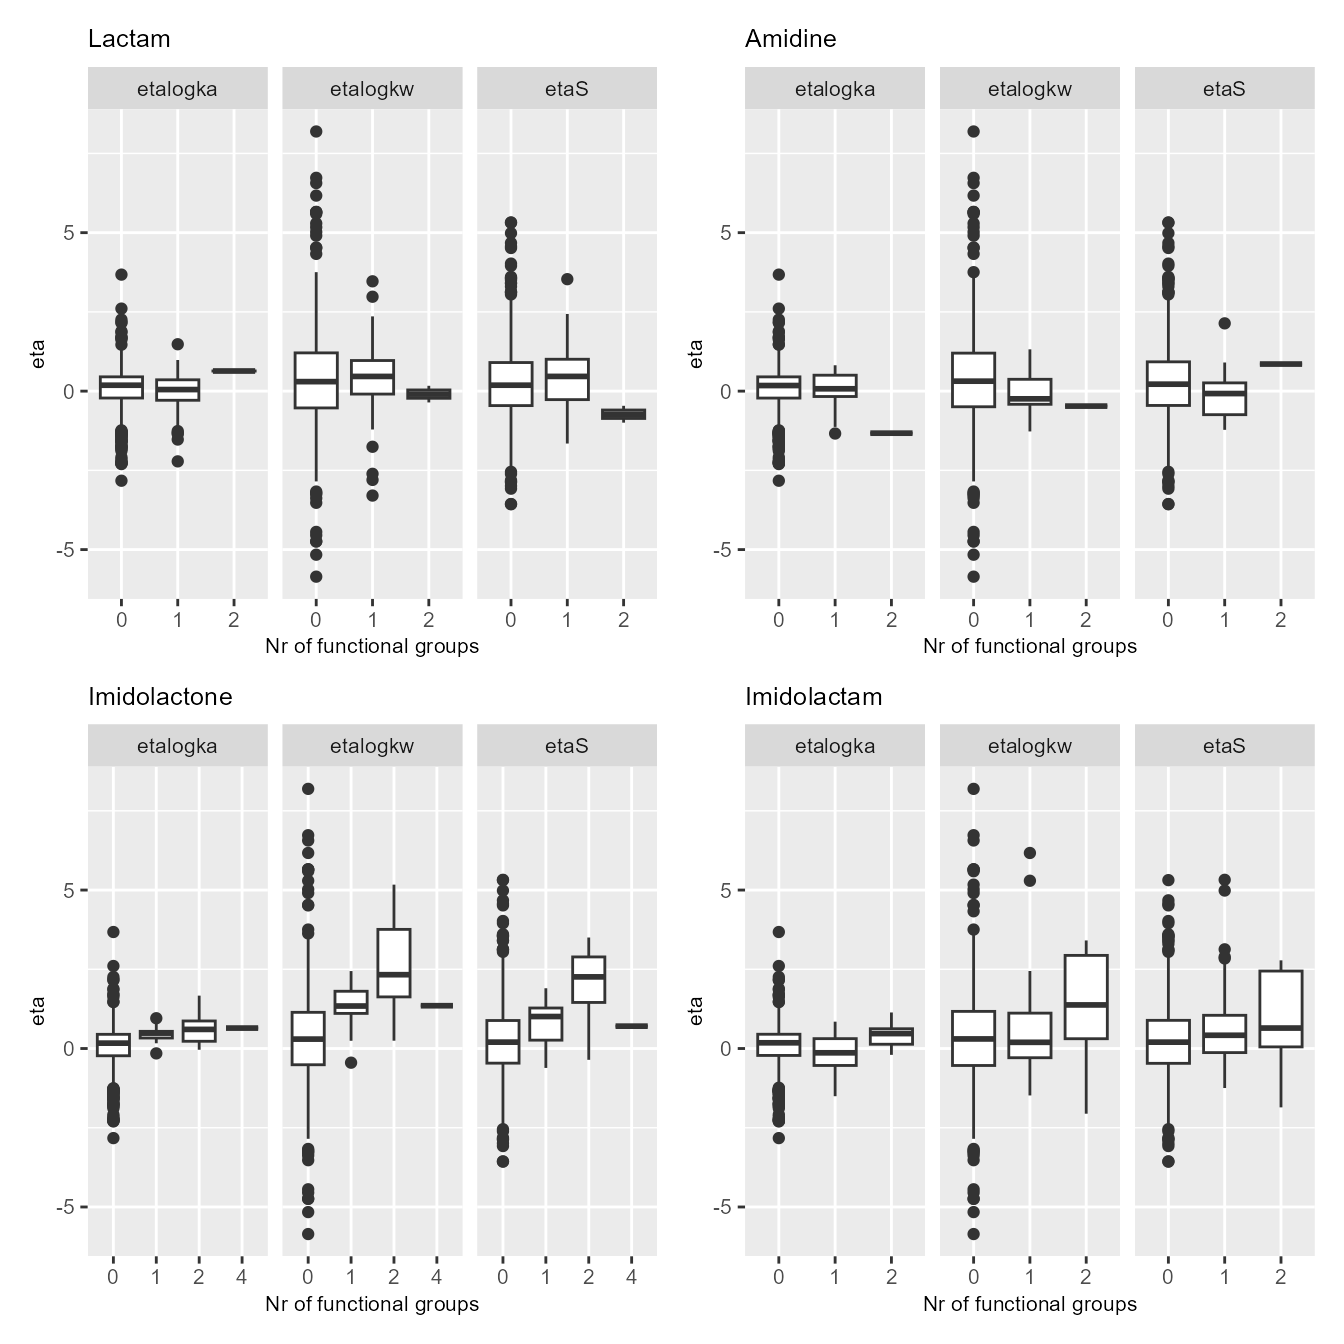 Lactam
etalogka etalogkw etaS
eta
5
0
-5
0 1 2 0 1 2 0 1 2
Nr of functional groups
Amidine
etalogka etalogkw etaS
eta
5
0
-5
0 1 2 0 1 2 0 1 2
Nr of functional groups
Imidolactone
etalogka etalogkw etaS
eta
5
0
-5
0 1 2 4 0 1 2 4 0 1 2 4
Nr of functional groups
Imidolactam
etalogka etalogkw etaS
eta
5
0
-5
0 1 2 0 1 2 0 1 2
Nr of functional groups